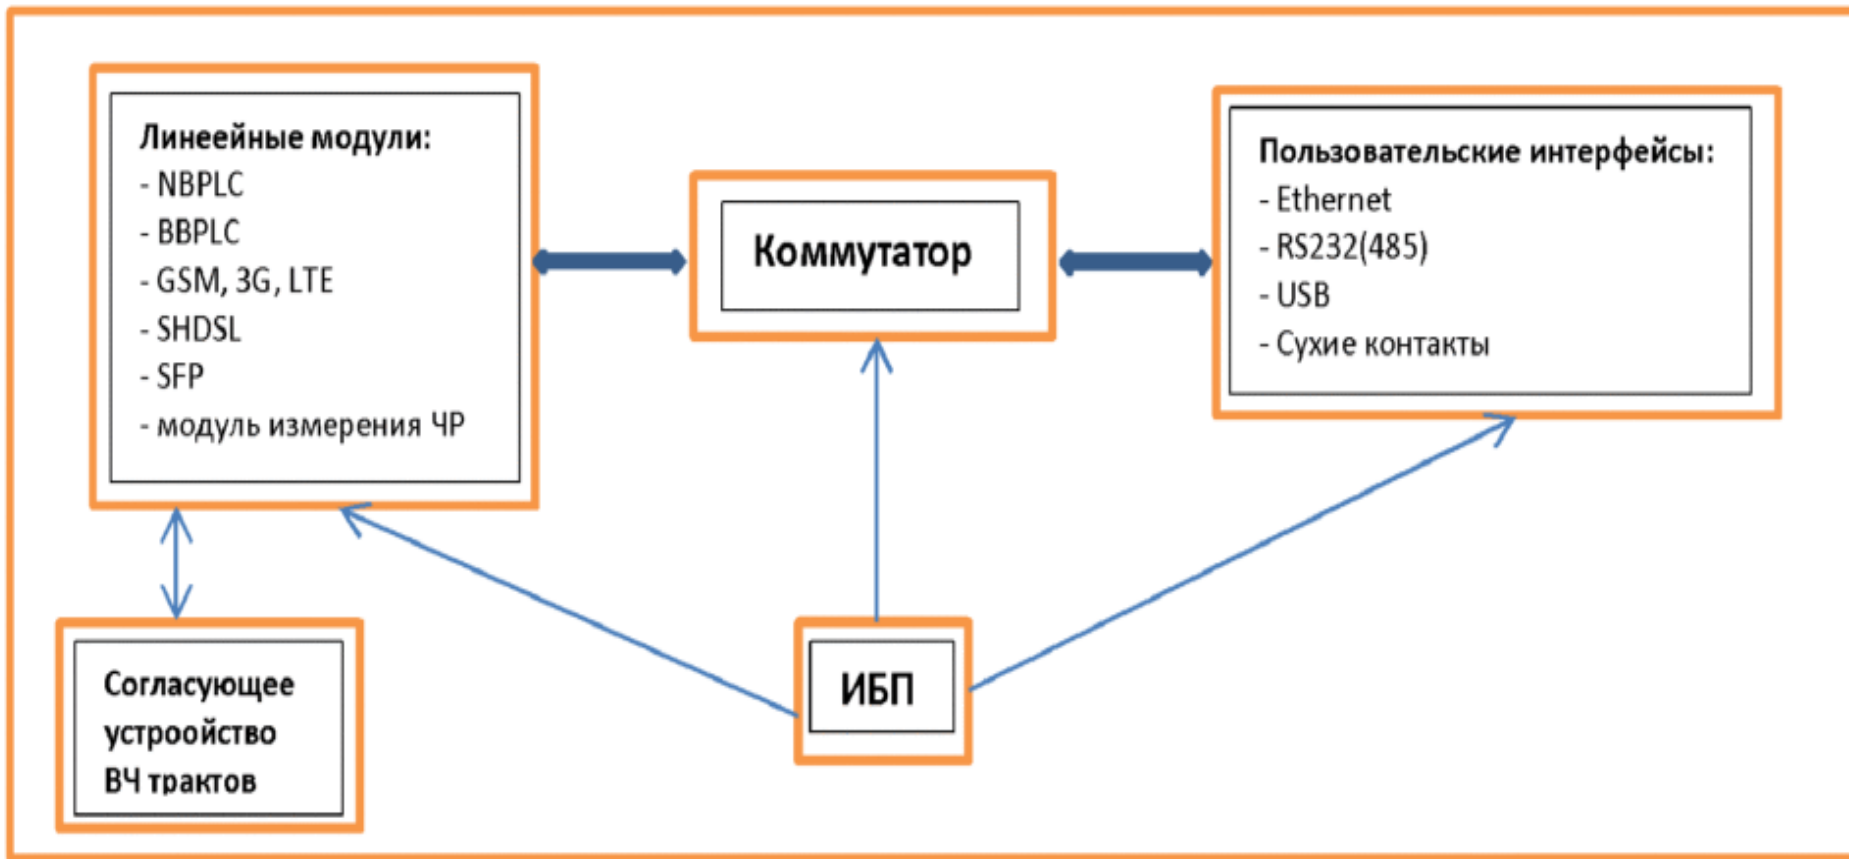 Линеейные модули:
- NBPLC
- BBPLC
- GSM, 3G, LTE
- SHDSL
- SFP
- модуль измерения ЧР
Коммутатор
Пользовательские интерфейсы:
- Ethernet
- RS232(485)
- USB
- Сухие контакты
Согласующее
устроойство
ВЧ трактов
ИБП